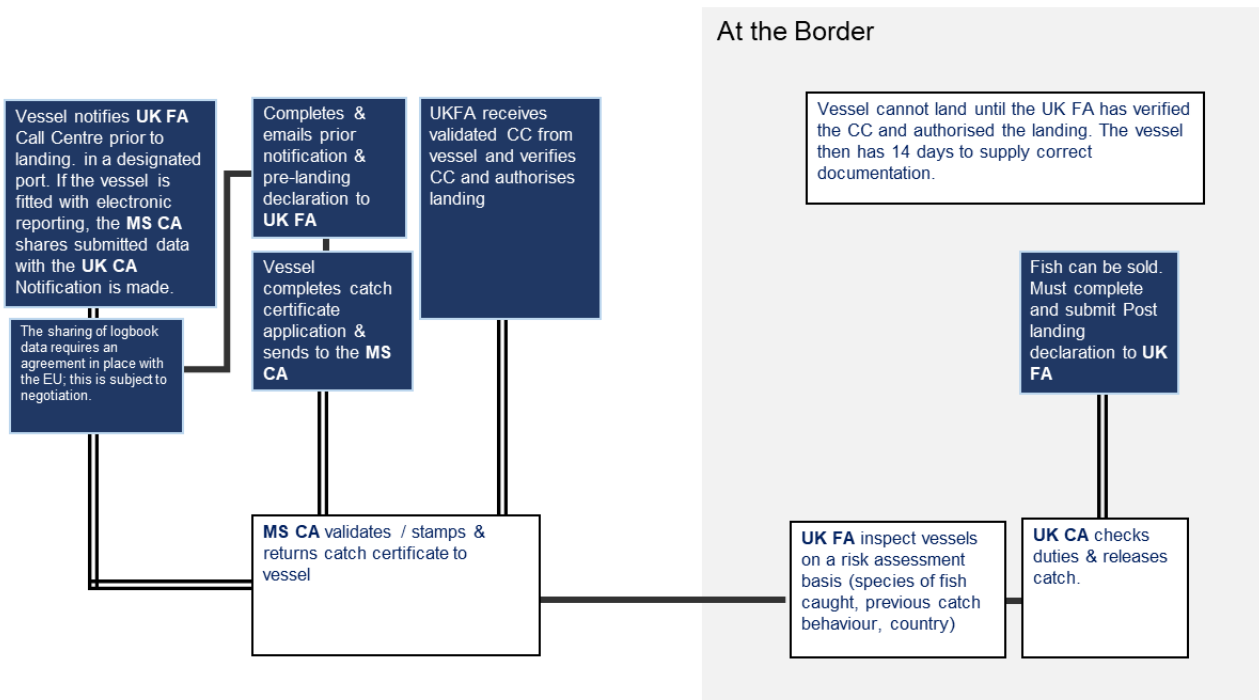 At the Border
Vessel notifies UK FA
Call Centre prior to
landing. in a designated
port. If the vessel is
fitted with electronic
reporting, the MS CA
shares submitted data
with the UK CA
Notification is made.
The sharing of logbook
data requires an
agreement in place with
the EU; this is subject to
negotiation.
Completes &
emails prior
notification &
pre-landing
declaration to
UK FA
Vessel
completes catch
certificate
application &
sends to the MS
CA
UKFA receives
validated CC from
vessel and verifies
CC and authorises
landing
MS CA validates / stamps &
returns catch certificate to
vessel
Vessel cannot land until the UK FA has verified
the CC and authorised the landing. The vessel
then has 14 days to supply correct
documentation.
UK FA inspect vessels
on a risk assessment
basis (species of fish
caught, previous catch
behaviour, country)
UK CA checks
duties & releases
catch.
Fish can be sold.
Must complete
and submit Post
landing
declaration to UK
FA